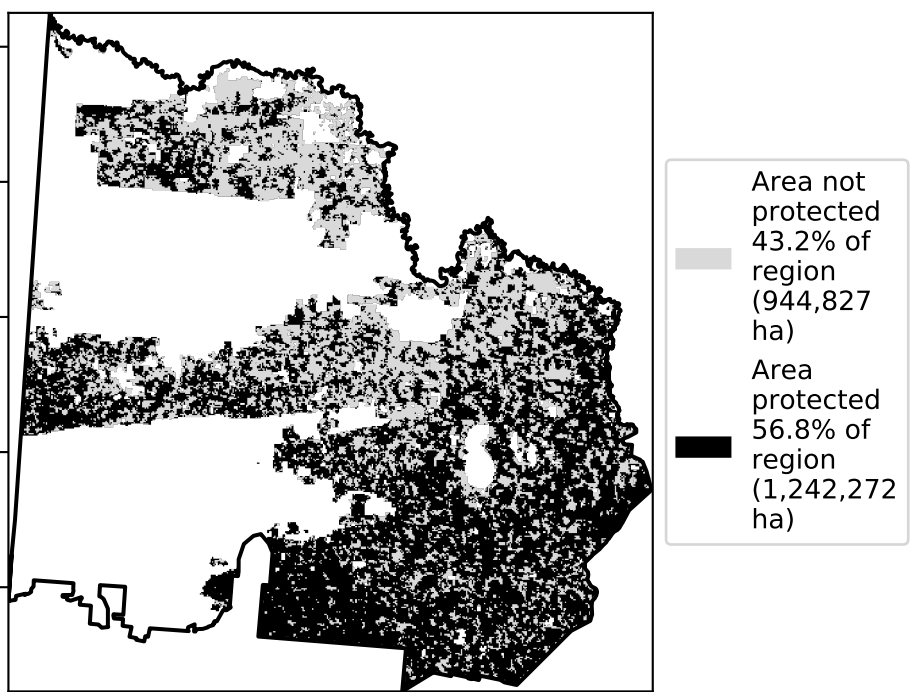 Area not
protected
43.2% of
region
(944,827
ha)
Area
protected
56.8% of
region
(1,242,272
ha)